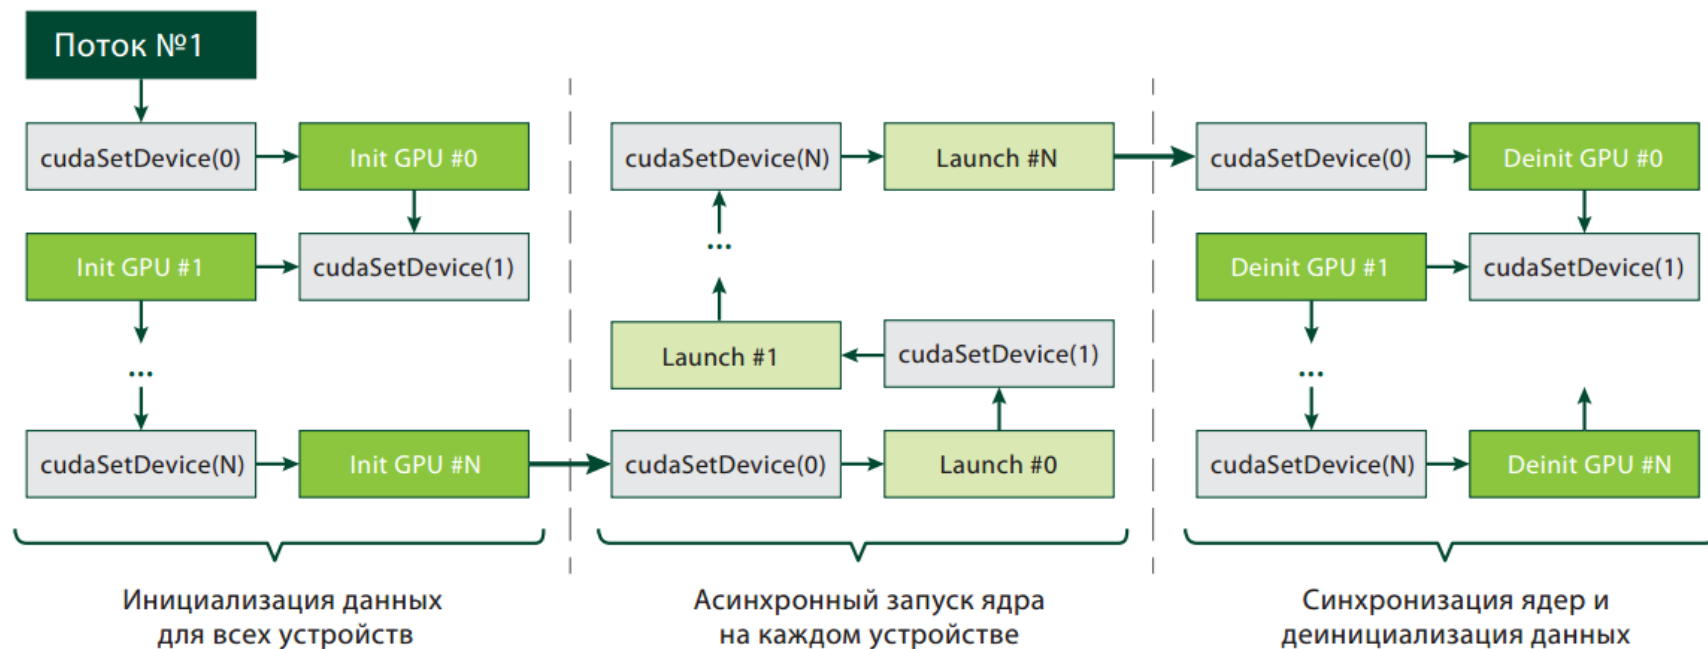 Поток №1
cudaSetDevice(0)
Init GPU #0
cudaSetDevice(N)
Launch #N
cudaSetDevice(0)
Deinit GPU #0
Init GPU #1
cudaSetDevice(1)
...
Deinit GPU #1
cudaSetDevice(1)
Launch #1
cudaSetDevice(1)
...
...
cudaSetDevice(N)
Init GPU #N
cudaSetDevice(0)
Launch #0
cudaSetDevice(N)
Deinit GPU #N
Инициализация данных
для всех устройств
Асинхронный запуск ядра
на каждом устройстве
Синхронизация ядер и
деинициализация данных